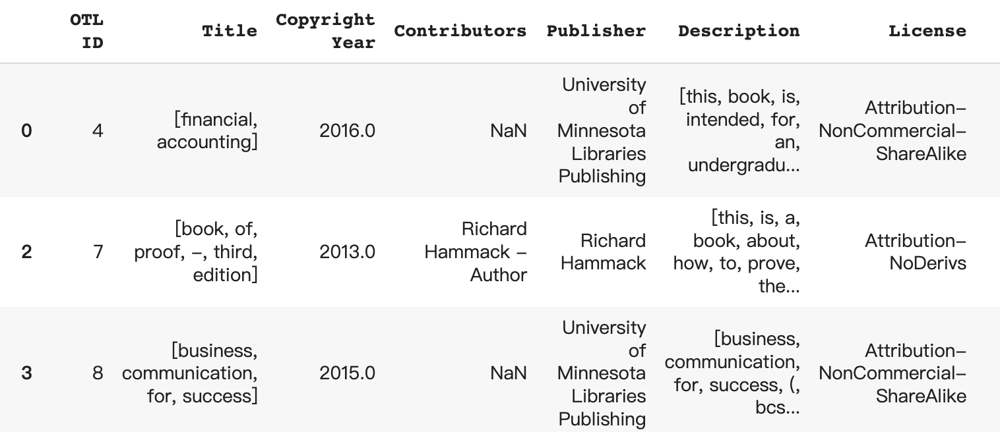 OTL ID Title Copyright Year Contributors Publisher Description License
0 4 [financial, accounting] 2016.0 NaN University of Minnesota Libraries Publishing [this, book, is, intended, for, an, undergradu... Attribution-NonCommercial-ShareAlike
2 7 [book, of, proof, -, third, edition] 2013.0 Richard Hammack - Author Richard Hammack [this, is, a, book, about, how, to, prove, the... Attribution-NoDerivs
3 8 [business, communication, for, success] 2015.0 NaN University of Minnesota Libraries Publishing [business, communication, for, success, (, bcs... Attribution-NonCommercial-ShareAlike